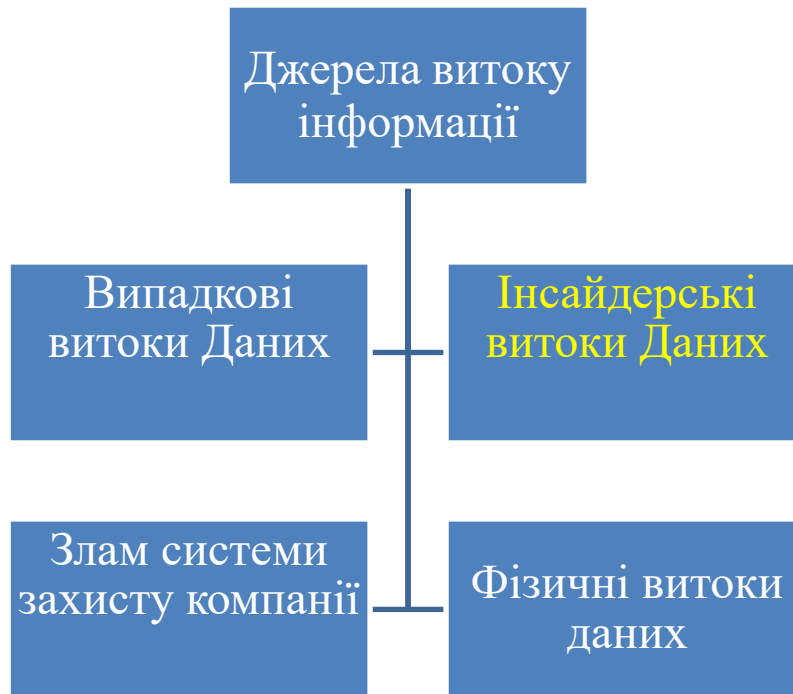 Джерела витоку
інформації
Випадкові
витоки Даних
Інсайдерські
витоки Даних
Злам системи
захисту компанії
Фізичні витоки
даних